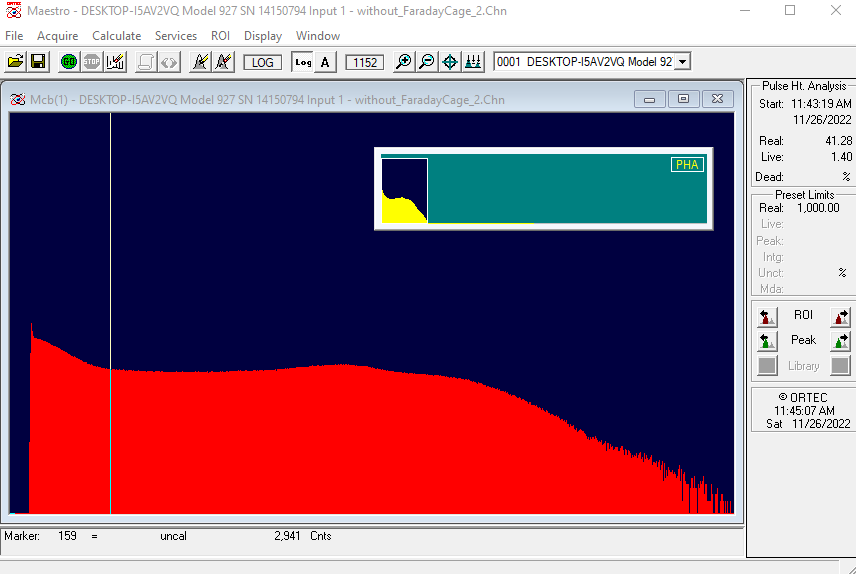 Maestro - DESKTOP-I5AV2VQ Model 927 SN 14150794 Input 1 - without_FaradayCage_2.Chn
File Acquire Calculate Services ROI Display Window
GO STOP LOG Log A 1152 0001 DESKTOP-I5AV2VQ Model 92
Mcb(1) - DESKTOP-I5AV2VQ Model 927 SN 14150794 Input 1 - without_FaradayCage_2.Chn
PHA
Pulse Ht. Analysis
Start: 11:43:19 AM
11/26/2022
Real: 41.28
Live: 1.40
Dead: %
Preset Limits
Real: 1,000.00
Live:
Peak:
Intg:
Unct: %
Mda:
ROI
Peak
Library
© ORTEC
11:45:07 AM
Sat 11/26/2022
Marker: 159 = uncal 2,941 Cnts